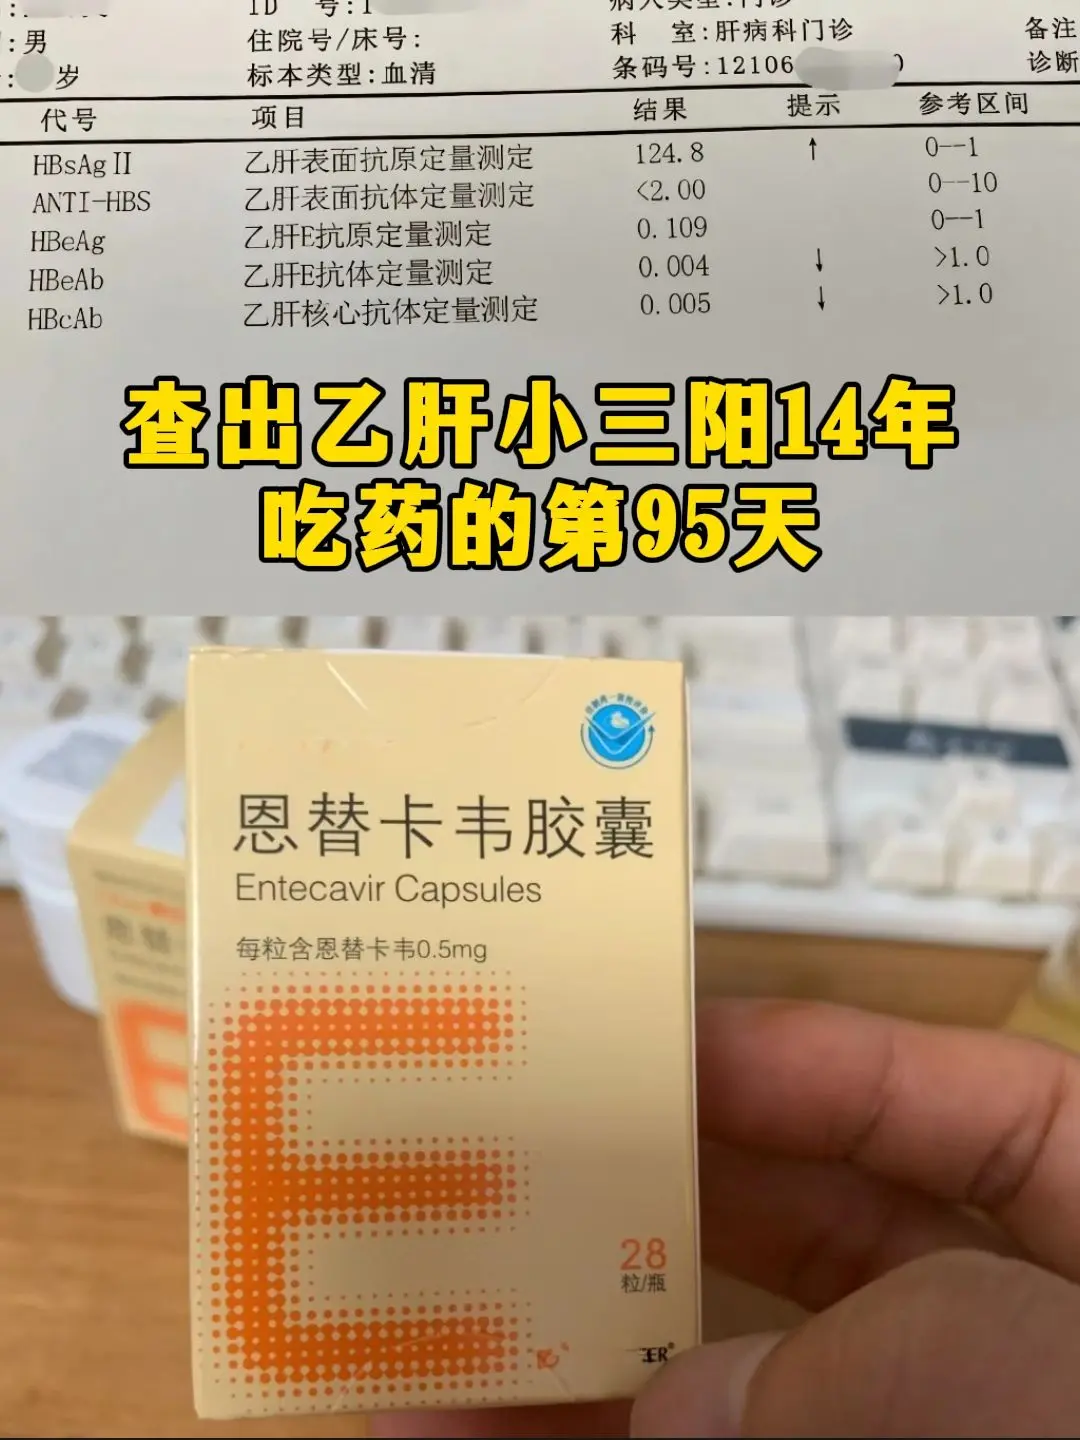 ID 号:1
:男 住院号/床号: 科 室:肝病科门诊 备注
岁 标本类型:血清 条码号:12106 0 诊断
代号 项目 结果 提示 参考区间
HBsAgⅡ 乙肝表面抗原定量测定 124.8 ↑ 0--1
ANTI-HBS 乙肝表面抗体定量测定 <2.00 0--10
HBeAg 乙肝E抗原定量测定 0.109 0--1
HBeAb 乙肝E抗体定量测定 0.004 ↓ >1.0
HBcAb 乙肝核心抗体定量测定 0.005 ↓ >1.0
查出乙肝小三阳14年
吃药的第95天
恩替卡韦胶囊
Entecavir Capsules
每粒含恩替卡韦0.5mg
28
粒/瓶
ER®